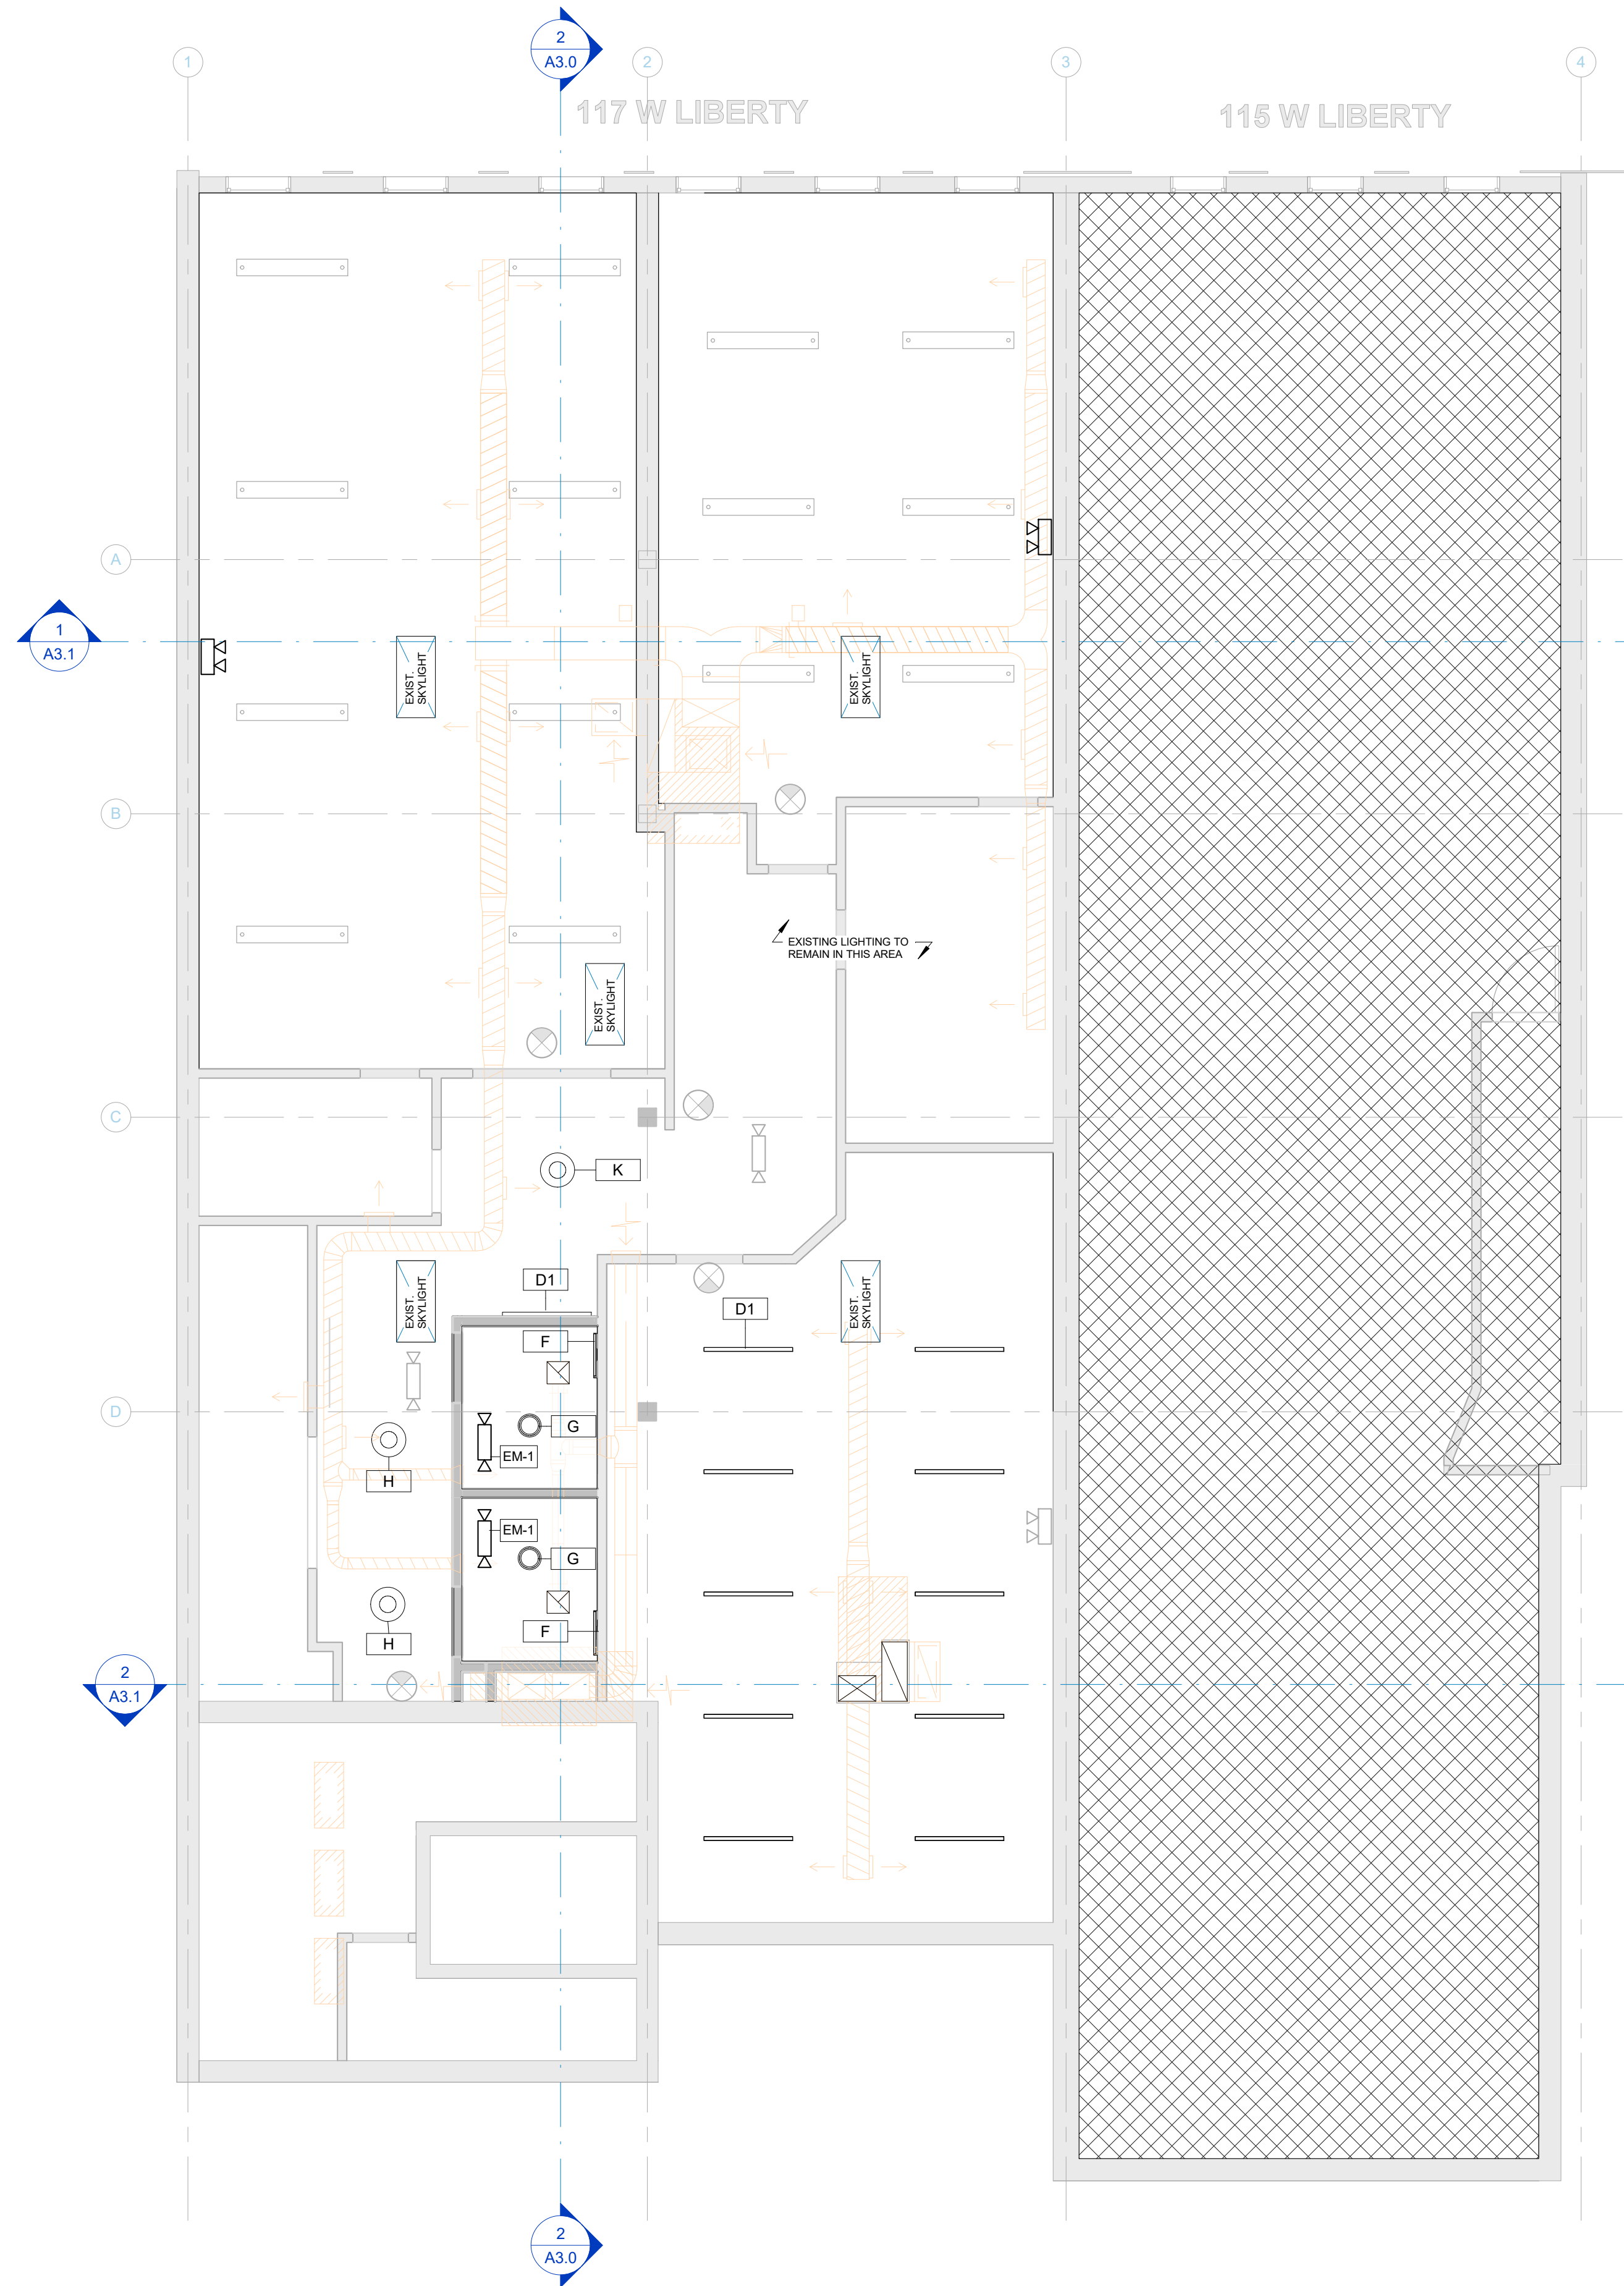 2
A3.0
1
2
3
4
117 W LIBERTY
115 W LIBERTY
A
1
A3.1
EXIST.
SKYLIGHT
EXIST.
SKYLIGHT
B
EXISTING LIGHTING TO
REMAIN IN THIS AREA
EXIST.
SKYLIGHT
C
K
D1
EXIST.
SKYLIGHT
D1
EXIST.
SKYLIGHT
F
D
G
EM-1
H
EM-1
G
F
H
2
A3.1
2
A3.0